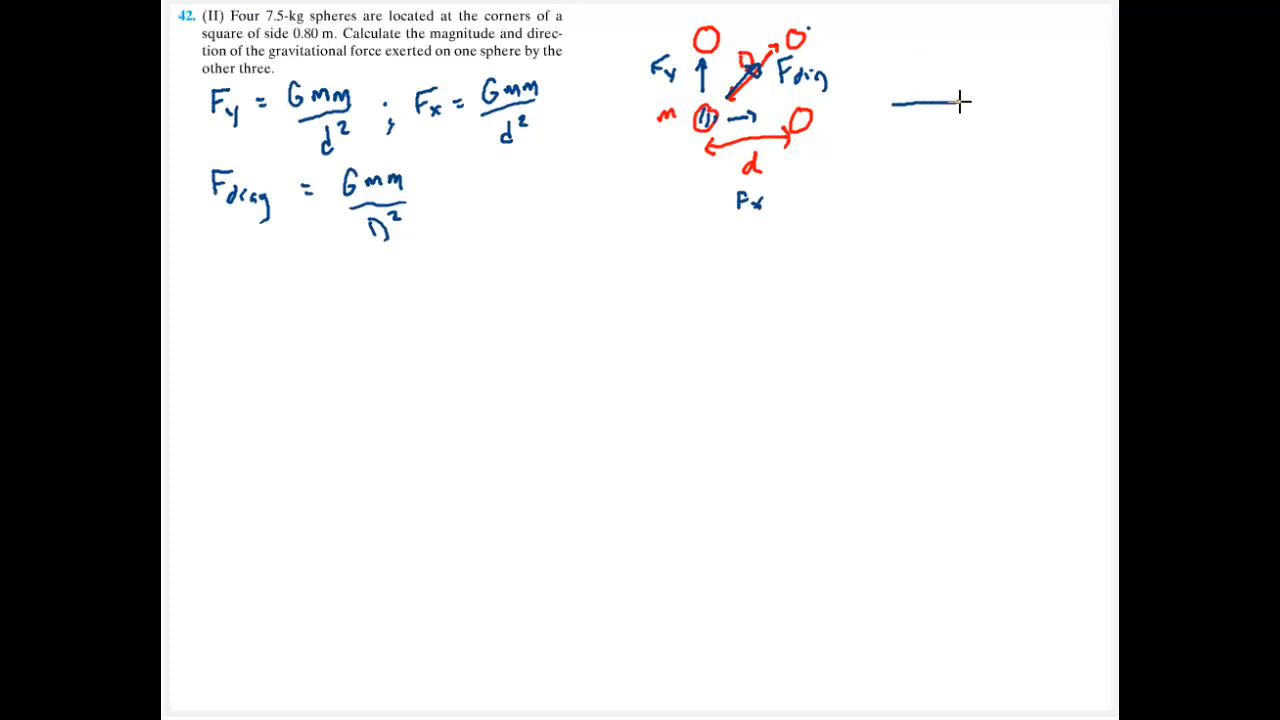 42. (II) Four 7.5-kg spheres are located at the corners of a
square of side 0.80 m. Calculate the magnitude and direc-
tion of the gravitational force exerted on one sphere by the
other three.
Fy = Gmm/d² ; Fx = Gmm/d²
Fdiag = Gmm/D²
D
Fy
Fdiag
m
d
Fx